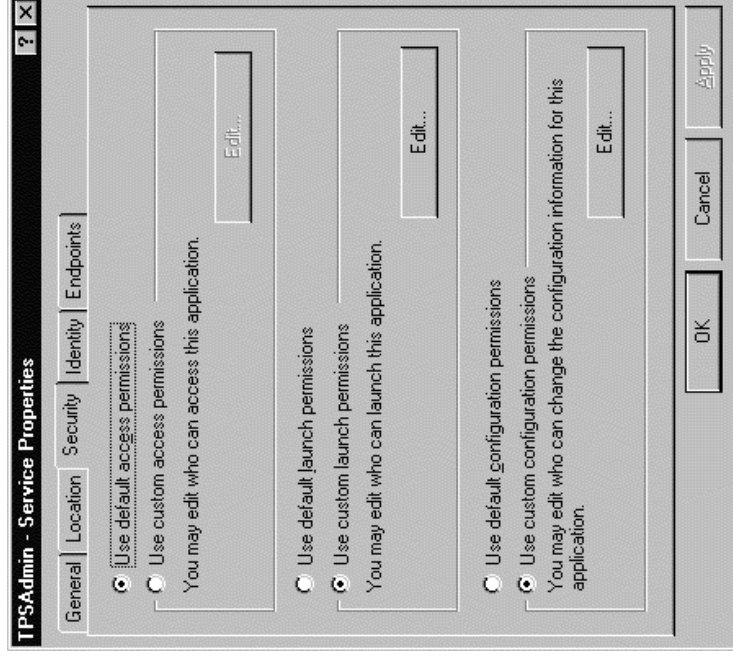 TPSAdmin - Service Properties
? X
General Location Security Identity Endpoints
Use default access permissions
Use custom access permissions
You may edit who can access this application.
Edit...
Use default launch permissions
Use custom launch permissions
You may edit who can launch this application.
Edit...
Use default configuration permissions
Use custom configuration permissions
You may edit who can change the configuration information for this
application.
Edit...
OK Cancel Apply